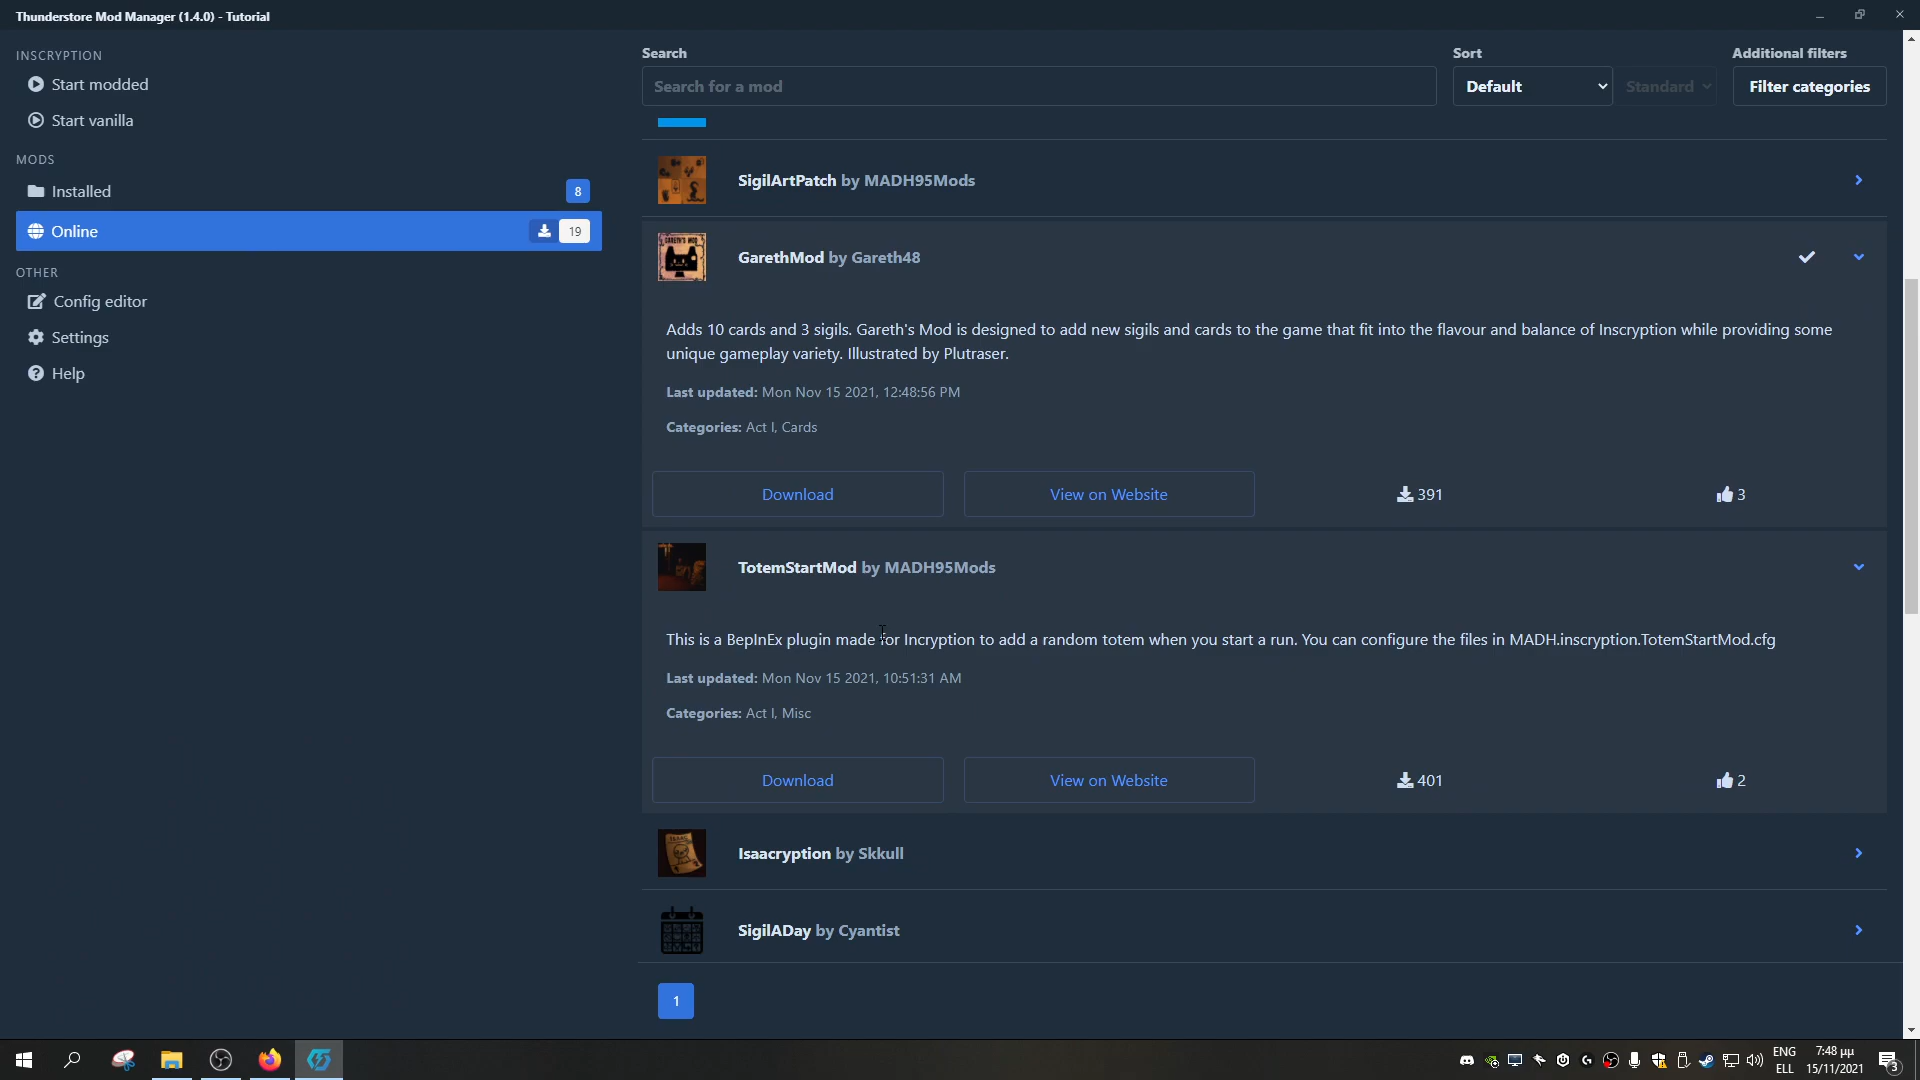 Thunderstore Mod Manager (1.4.0) - Tutorial
INSCRYPTION
Start modded
Start vanilla
MODS
Installed
8
Online
19
OTHER
Config editor
Settings
Help
Search
Search for a mod
Sort
Default
Standard
Additional filters
Filter categories
SigilArtPatch by MADH95Mods
GARETH'S MOD
GarethMod by Gareth48
Adds 10 cards and 3 sigils. Gareth's Mod is designed to add new sigils and cards to the game that fit into the flavour and balance of Inscryption while providing some
unique gameplay variety. Illustrated by Plutraser.
Last updated: Mon Nov 15 2021, 12:48:56 PM
Categories: Act I, Cards
Download
View on Website
391
3
TotemStartMod by MADH95Mods
This is a BepInEx plugin made for Incryption to add a random totem when you start a run. You can configure the files in MADH.inscryption.TotemStartMod.cfg
Last updated: Mon Nov 15 2021, 10:51:31 AM
Categories: Act I, Misc
Download
View on Website
401
2
Isaacryption by Skkull
SigilADay by Cyantist
1
ENG
ELL
7:48 μμ
15/11/2021
3